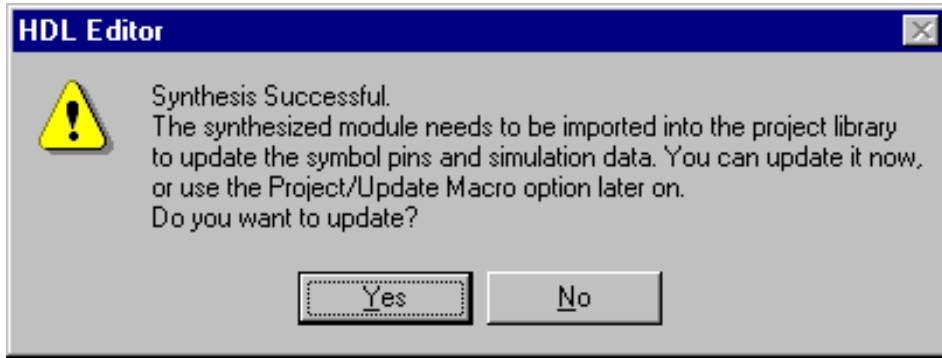 HDL Editor
Synthesis Successful.
The synthesized module needs to be imported into the project library
to update the symbol pins and simulation data. You can update it now,
or use the Project/Update Macro option later on.
Do you want to update?
Yes No